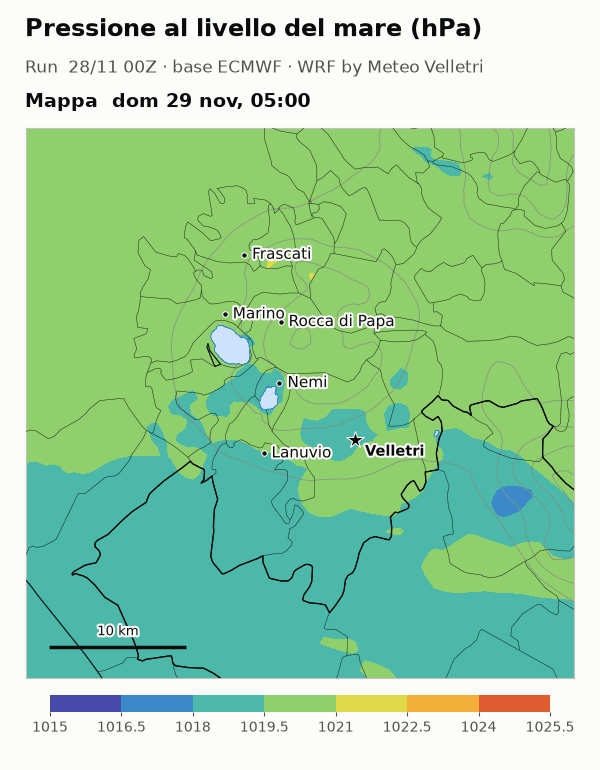 Pressione al livello del mare (hPa)
Run  28/11 00Z · base ECMWF · WRF by Meteo Velletri
Mappa  dom 29 nov, 05:00
Frascati
Marino
Rocca di Papa
Nemi
Velletri
Lanuvio
10 km
1015 1016.5 1018 1019.5 1021 1022.5 1024 1025.5